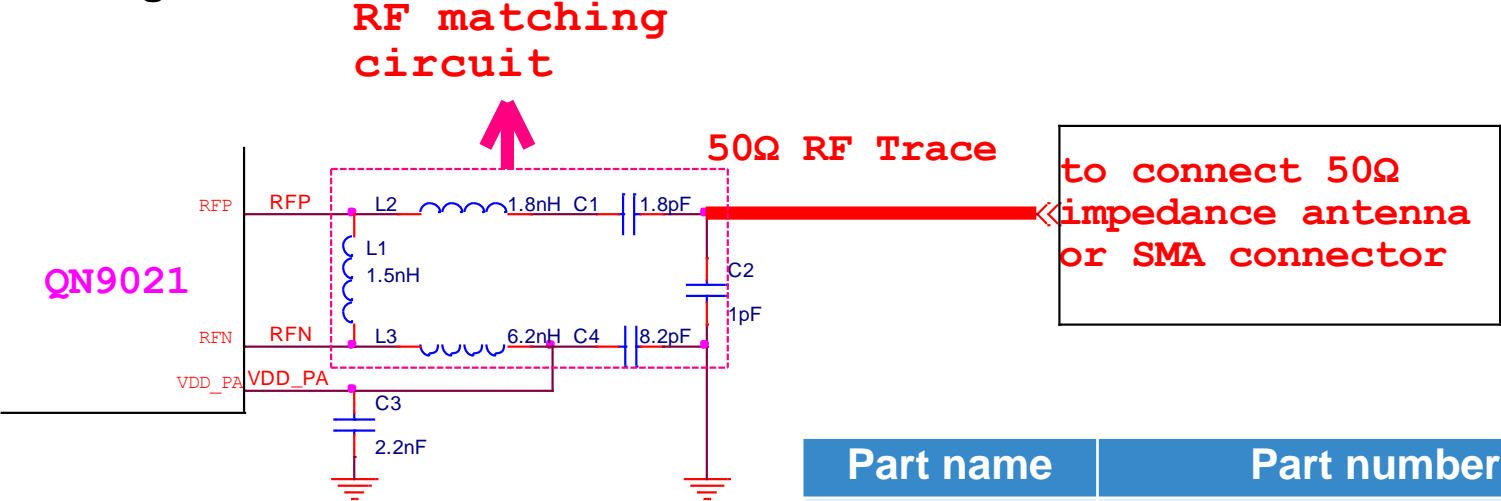 RF matching
circuit
50Ω RF Trace
to connect 50Ω
impedance antenna
or SMA connector
RFP RFP L2 1.8nH C1 1.8pF
L1
1.5nH
QN9021
C2
1pF
RFN RFN L3 6.2nH C4 8.2pF
VDD_PA VDD_PA
C3
2.2nF
Part name Part number